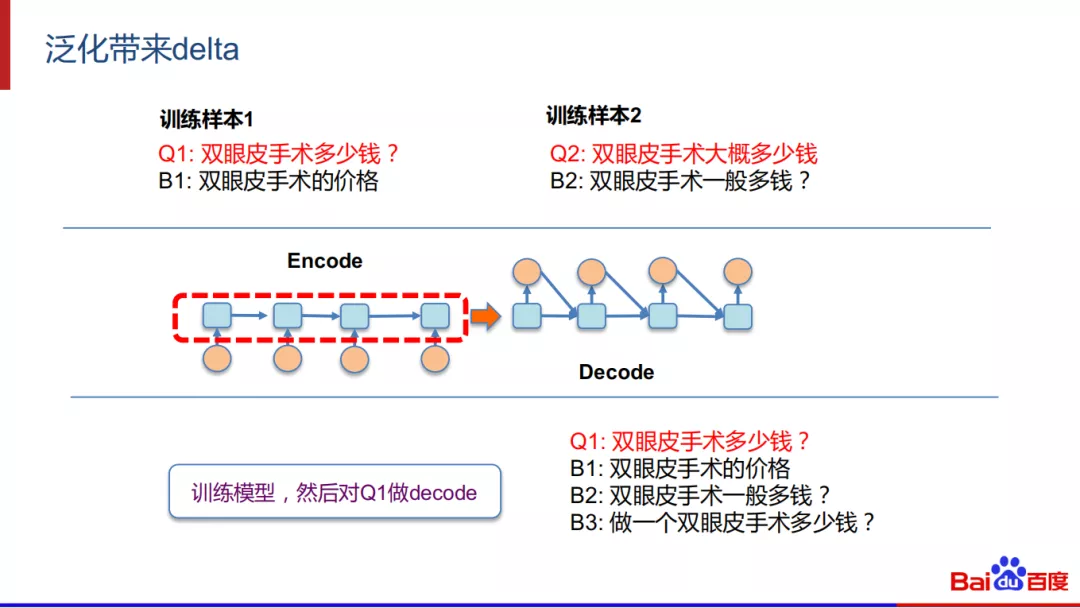 泛化带来delta
训练样本1
Q1: 双眼皮手术多少钱？
B1: 双眼皮手术的价格
训练样本2
Q2: 双眼皮手术大概多少钱
B2: 双眼皮手术一般多钱？
Encode
Decode
训练模型，然后对Q1做decode
Q1: 双眼皮手术多少钱？
B1: 双眼皮手术的价格
B2: 双眼皮手术一般多钱？
B3: 做一个双眼皮手术多少钱？
Bai du 百度